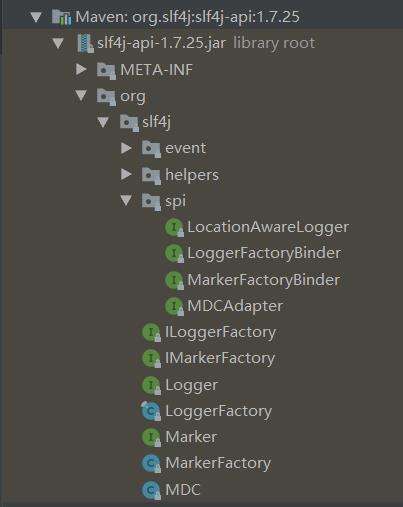 Maven: org.slf4j:slf4j-api:1.7.25
slf4j-api-1.7.25.jar library root
META-INF
org
slf4j
event
helpers
spi
LocationAwareLogger
LoggerFactoryBinder
MarkerFactoryBinder
MDCAdapter
ILoggerFactory
IMarkerFactory
Logger
LoggerFactory
Marker
MarkerFactory
MDC